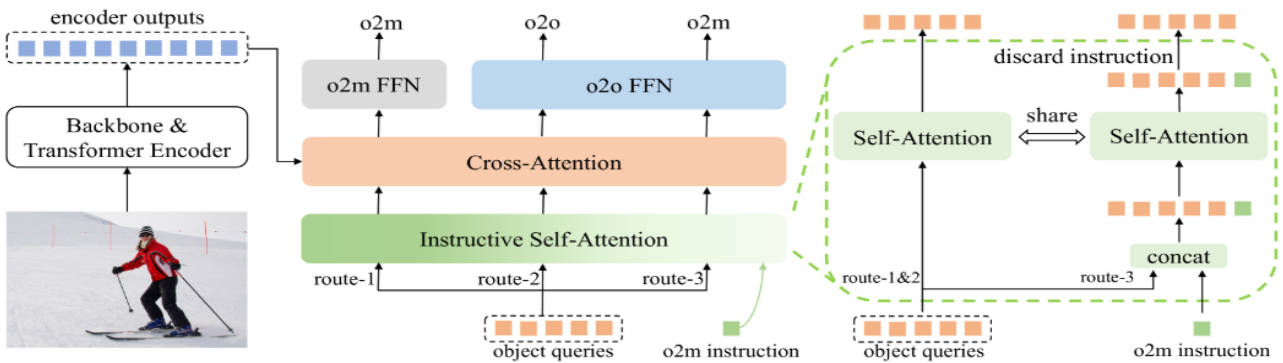 encoder outputs
Backbone &
Transformer Encoder
o2m
o2o
o2m
o2m FFN
o2o FFN
Cross-Attention
Instructive Self-Attention
route-1
route-2
route-3
object queries
o2m instruction
discard instruction
Self-Attention
share
Self-Attention
concat
route-1&2
route-3
object queries
o2m instruction